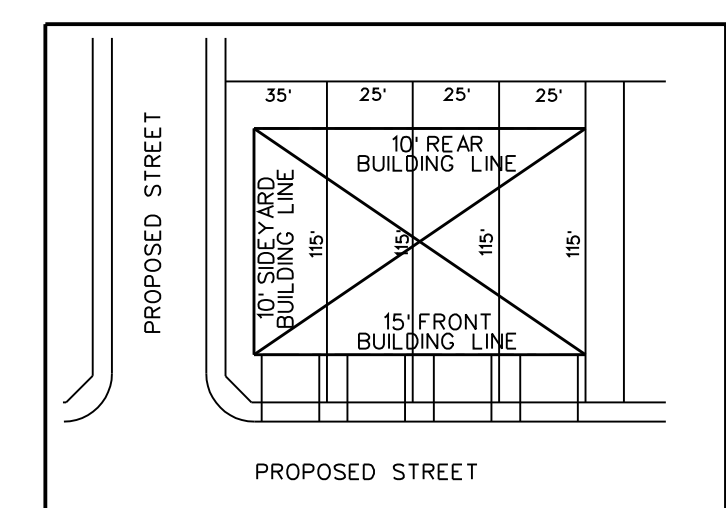 35' 25' 25' 25'
10' REAR
BUILDING LINE
PROPOSED STREET
10' SIDEYARD
BUILDING LINE
115' 115' 115' 115'
15' FRONT
BUILDING LINE
PROPOSED STREET